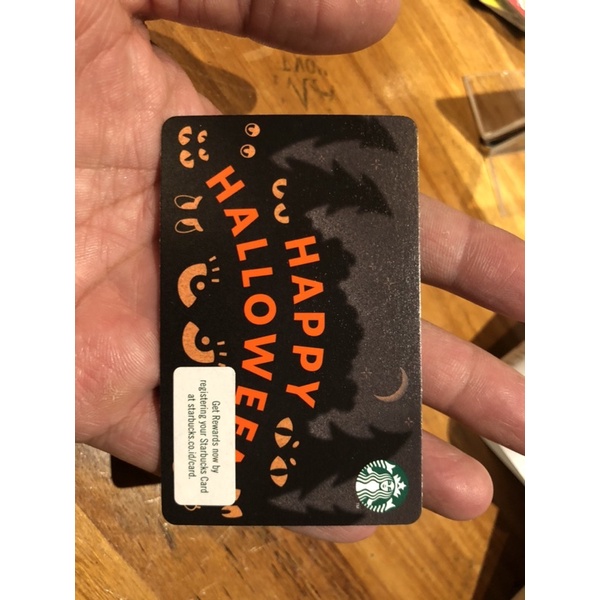 HAPPY
HALLOWEEN
Get Rewards now by
registering your Starbucks Card
at starbucks.co.id/card.